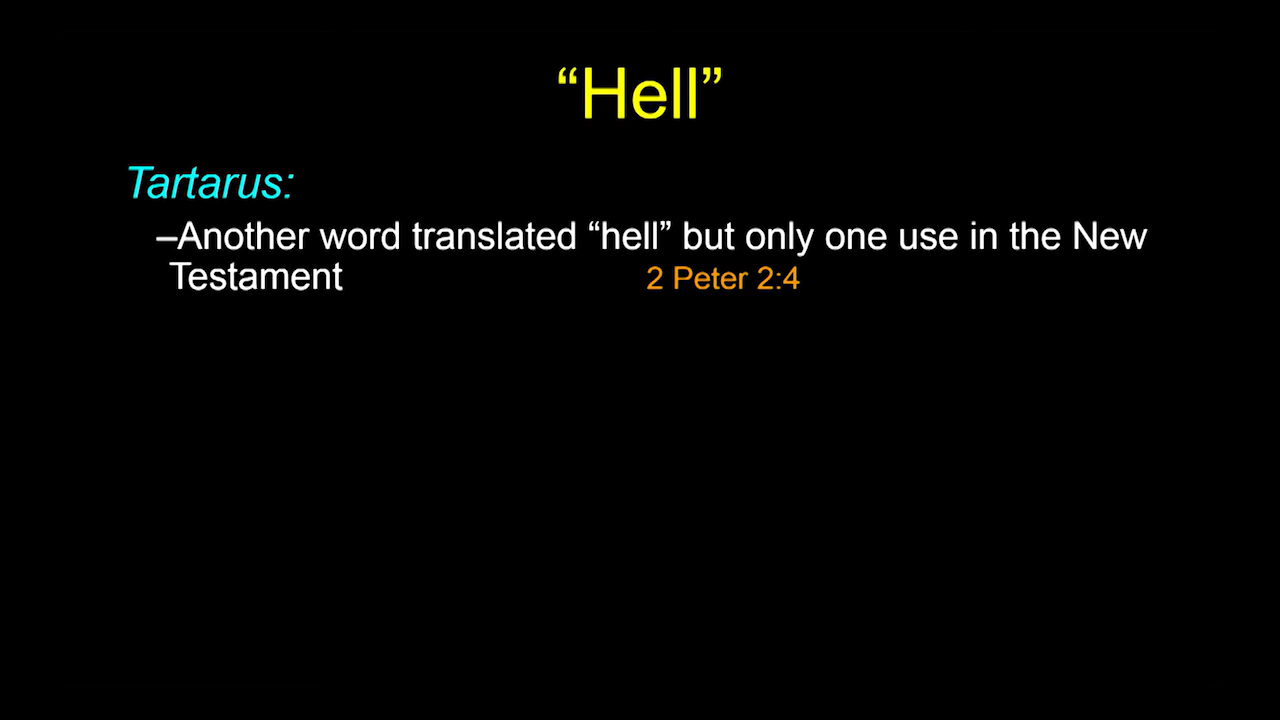 “Hell”
Tartarus:
–Another word translated “hell” but only one use in the New
Testament 2 Peter 2:4